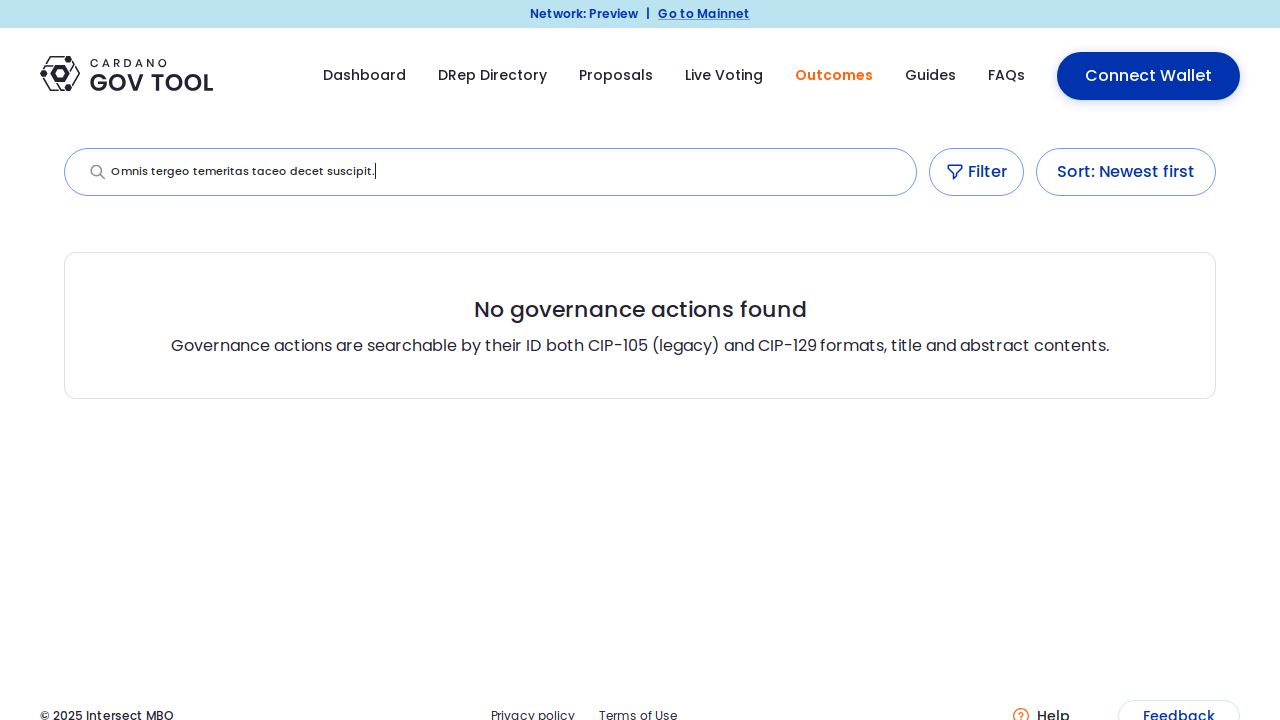 Network: Preview | Go to Mainnet
CARDANO
GOV TOOL
Dashboard DRep Directory Proposals Live Voting Outcomes Guides FAQs Connect Wallet
Omnis tergeo temeritas taceo decet suscipit. Filter Sort: Newest first
No governance actions found
Governance actions are searchable by their ID both CIP-105 (legacy) and CIP-129 formats, title and abstract contents.
© 2025 Intersect MBO Privacy policy Terms of Use Help Feedback